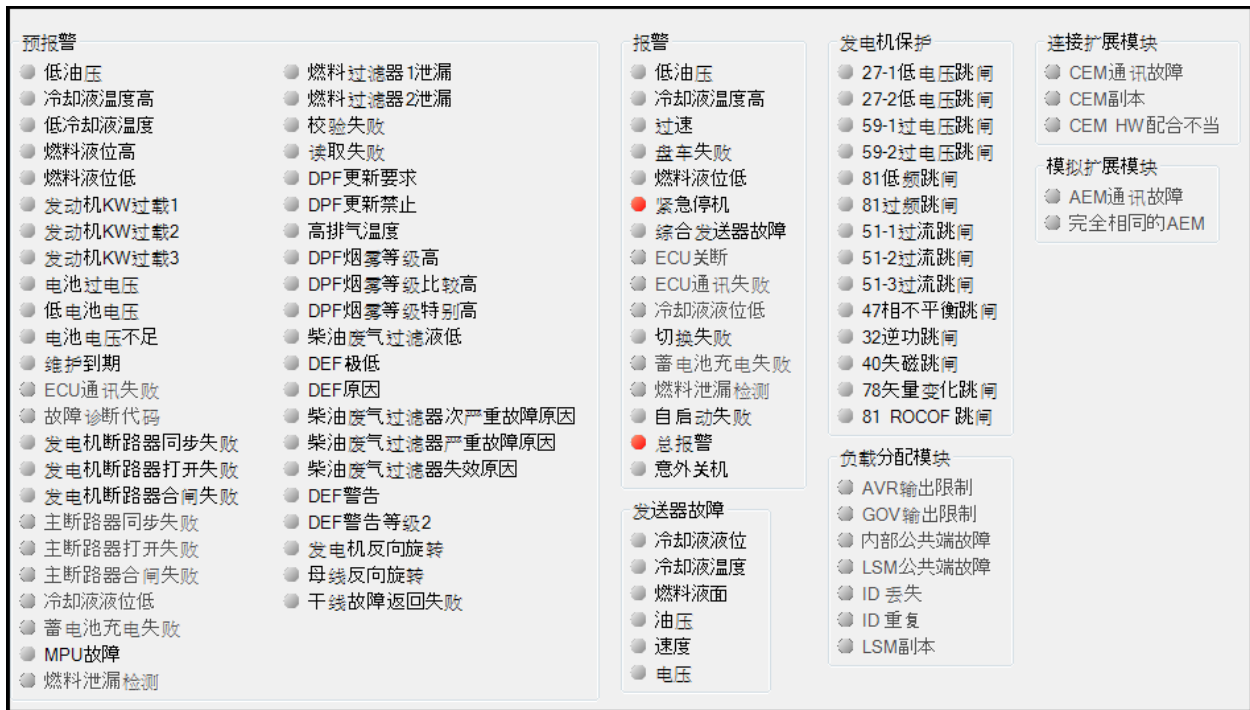 预报警
低油压
冷却液温度高
低冷却液温度
燃料液位高
燃料液位低
发动机KW过载1
发动机KW过载2
发动机KW过载3
电池过电压
低电池电压
电池电压不足
维护到期
ECU通讯失败
故障诊断代码
发电机断路器同步失败
发电机断路器打开失败
发电机断路器合闸失败
主断路器同步失败
主断路器打开失败
主断路器合闸失败
冷却液液位低
蓄电池充电失败
MPU故障
燃料泄漏检测
燃料过滤器1泄漏
燃料过滤器2泄漏
校验失败
读取失败
DPF更新要求
DPF更新禁止
高排气温度
DPF烟雾等级高
DPF烟雾等级比较高
DPF烟雾等级特别高
柴油废气过滤液低
DEF极低
DEF原因
柴油废气过滤器次严重故障原因
柴油废气过滤器严重故障原因
柴油废气过滤器失效原因
DEF警告
DEF警告等级2
发电机反向旋转
母线反向旋转
干线故障返回失败
报警
低油压
冷却液温度高
过速
盘车失败
燃料液位低
紧急停机
综合发送器故障
ECU关断
ECU通讯失败
冷却液液位低
切换失败
蓄电池充电失败
燃料泄漏检测
自启动失败
总报警
意外关机
发送器故障
冷却液液位
冷却液温度
燃料液面
油压
速度
电压
发电机保护
27-1低电压跳闸
27-2低电压跳闸
59-1过电压跳闸
59-2过电压跳闸
81低频跳闸
81过频跳闸
51-1过流跳闸
51-2过流跳闸
51-3过流跳闸
47相不平衡跳闸
32逆功跳闸
40失磁跳闸
78矢量变化跳闸
81 ROCOF 跳闸
负载分配模块
AVR输出限制
GOV输出限制
内部公共端故障
LSM公共端故障
ID 丢失
ID 重复
LSM副本
连接扩展模块
CEM通讯故障
CEM副本
CEM HW配合不当
模拟扩展模块
AEM通讯故障
完全相同的AEM